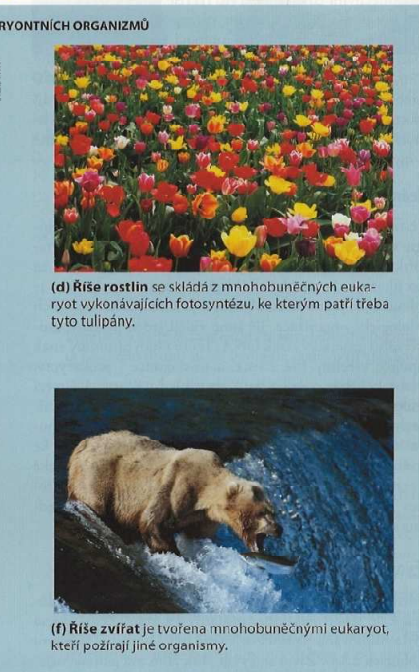 RYONTNÍCH ORGANIZMŮ
(d) Říše rostlin se skládá z mnohobuněčných euka-
ryot vykonávajících fotosyntézu, ke kterým patří třeba
tyto tulipány.
(f) Říše zvířat je tvořena mnohobuněčnými eukaryot,
kteří požírají jiné organismy.